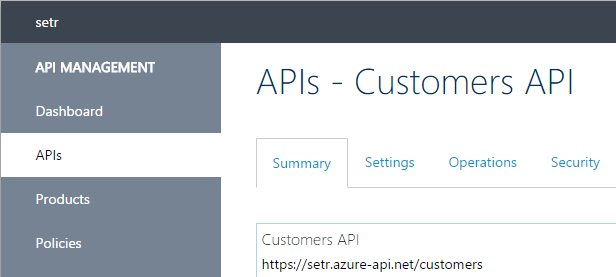 setr
API MANAGEMENT
Dashboard
APIs
Products
Policies
APIs - Customers API
Summary Settings Operations Security
Customers API
https://setr.azure-api.net/customers